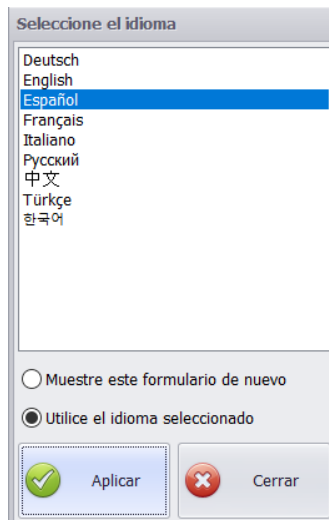 Seleccione el idioma
Deutsch
English
Español
Français
Italiano
Русский
中文
Türkçe
한국어
Muestre este formulario de nuevo
Utilice el idioma seleccionado
Aplicar
Cerrar